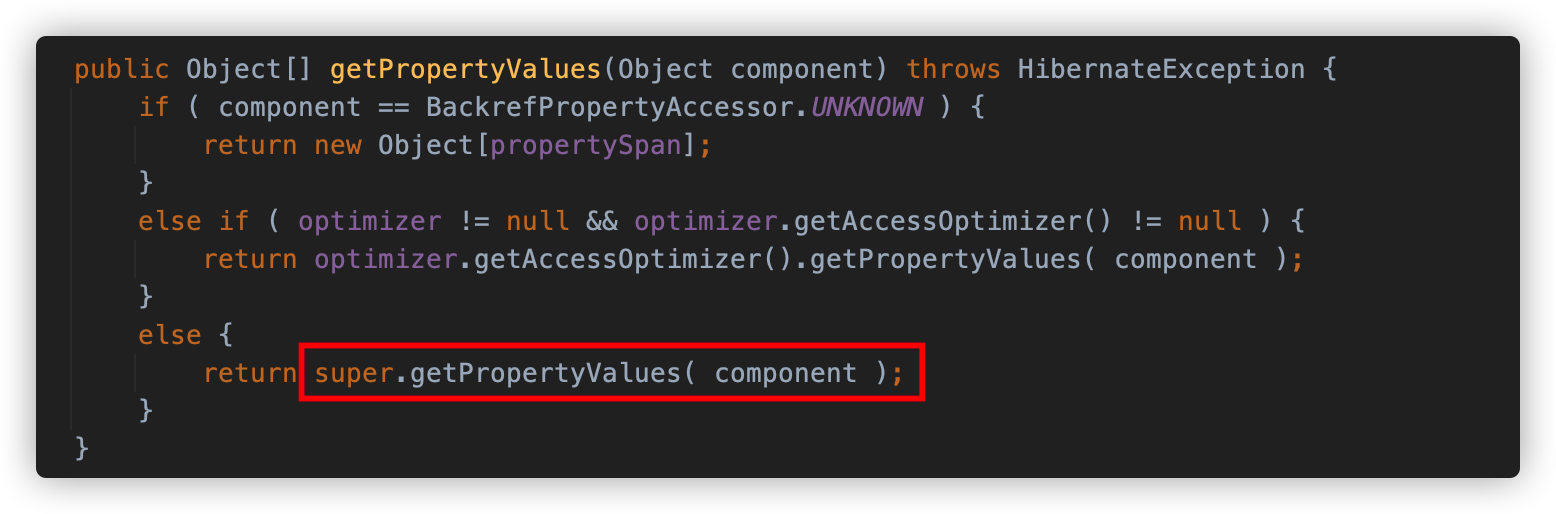 public Object[] getPropertyValues(Object component) throws HibernateException {
if ( component == BackrefPropertyAccessor.UNKNOWN ) {
return new Object[propertySpan];
}
else if ( optimizer != null && optimizer.getAccessOptimizer() != null ) {
return optimizer.getAccessOptimizer().getPropertyValues( component );
}
else {
return super.getPropertyValues( component );
}
}